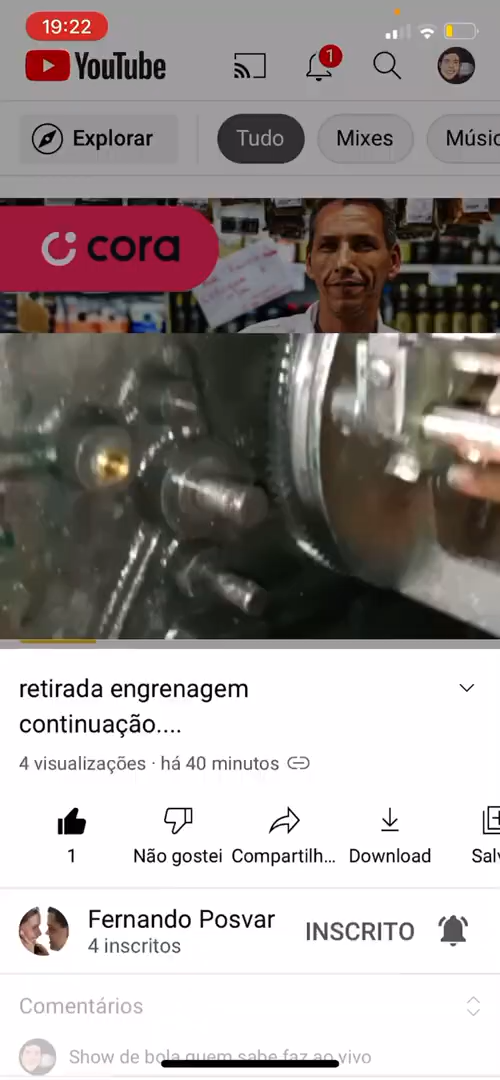 19:22
YouTube
1
Explorar
Tudo
Mixes
Músic
cora
retirada engrenagem
continuação....
4 visualizações · há 40 minutos
1
Não gostei
Compartilh...
Download
Salv
Fernando Posvar
4 inscritos
INSCRITO
Comentários
Show de bola quem sabe faz ao vivo